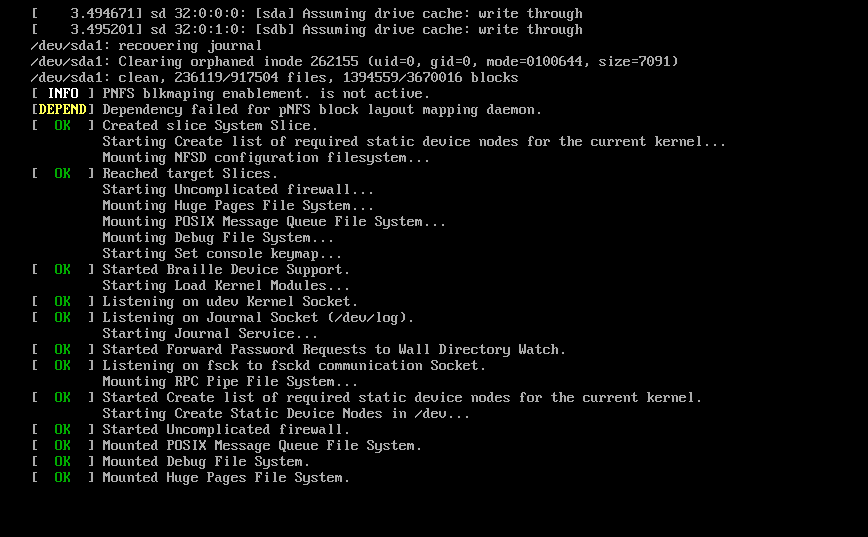 [    3.494671] sd 32:0:0:0: [sda] Assuming drive cache: write through
[    3.495201] sd 32:0:1:0: [sdb] Assuming drive cache: write through
/dev/sda1: recovering journal
/dev/sda1: Clearing orphaned inode 262155 (uid=0, gid=0, mode=0100644, size=7091)
/dev/sda1: clean, 236119/917504 files, 1394559/3670016 blocks
[ INFO ] PNFS blkmaping enablement. is not active.
[DEPEND] Dependency failed for pNFS block layout mapping daemon.
[  OK  ] Created slice System Slice.
         Starting Create list of required static device nodes for the current kernel...
         Mounting NFSD configuration filesystem...
[  OK  ] Reached target Slices.
         Starting Uncomplicated firewall...
         Mounting Huge Pages File System...
         Mounting POSIX Message Queue File System...
         Mounting Debug File System...
         Starting Set console keymap...
[  OK  ] Started Braille Device Support.
         Starting Load Kernel Modules...
[  OK  ] Listening on udev Kernel Socket.
[  OK  ] Listening on Journal Socket (/dev/log).
         Starting Journal Service...
[  OK  ] Started Forward Password Requests to Wall Directory Watch.
[  OK  ] Listening on fsck to fsckd communication Socket.
         Mounting RPC Pipe File System...
[  OK  ] Started Create list of required static device nodes for the current kernel.
         Starting Create Static Device Nodes in /dev...
[  OK  ] Started Uncomplicated firewall.
[  OK  ] Mounted POSIX Message Queue File System.
[  OK  ] Mounted Debug File System.
[  OK  ] Mounted Huge Pages File System.